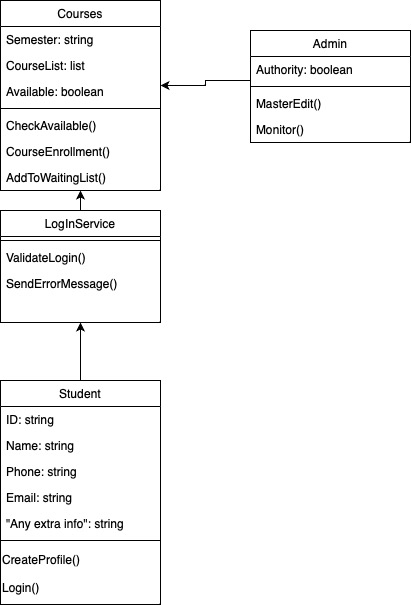 Courses
Semester: string
CourseList: list
Available: boolean
CheckAvailable()
CourseEnrollment()
AddToWaitingList()
Admin
Authority: boolean
MasterEdit()
Monitor()
LogInService
ValidateLogin()
SendErrorMessage()
Student
ID: string
Name: string
Phone: string
Email: string
"Any extra info": string
CreateProfile()
Login()